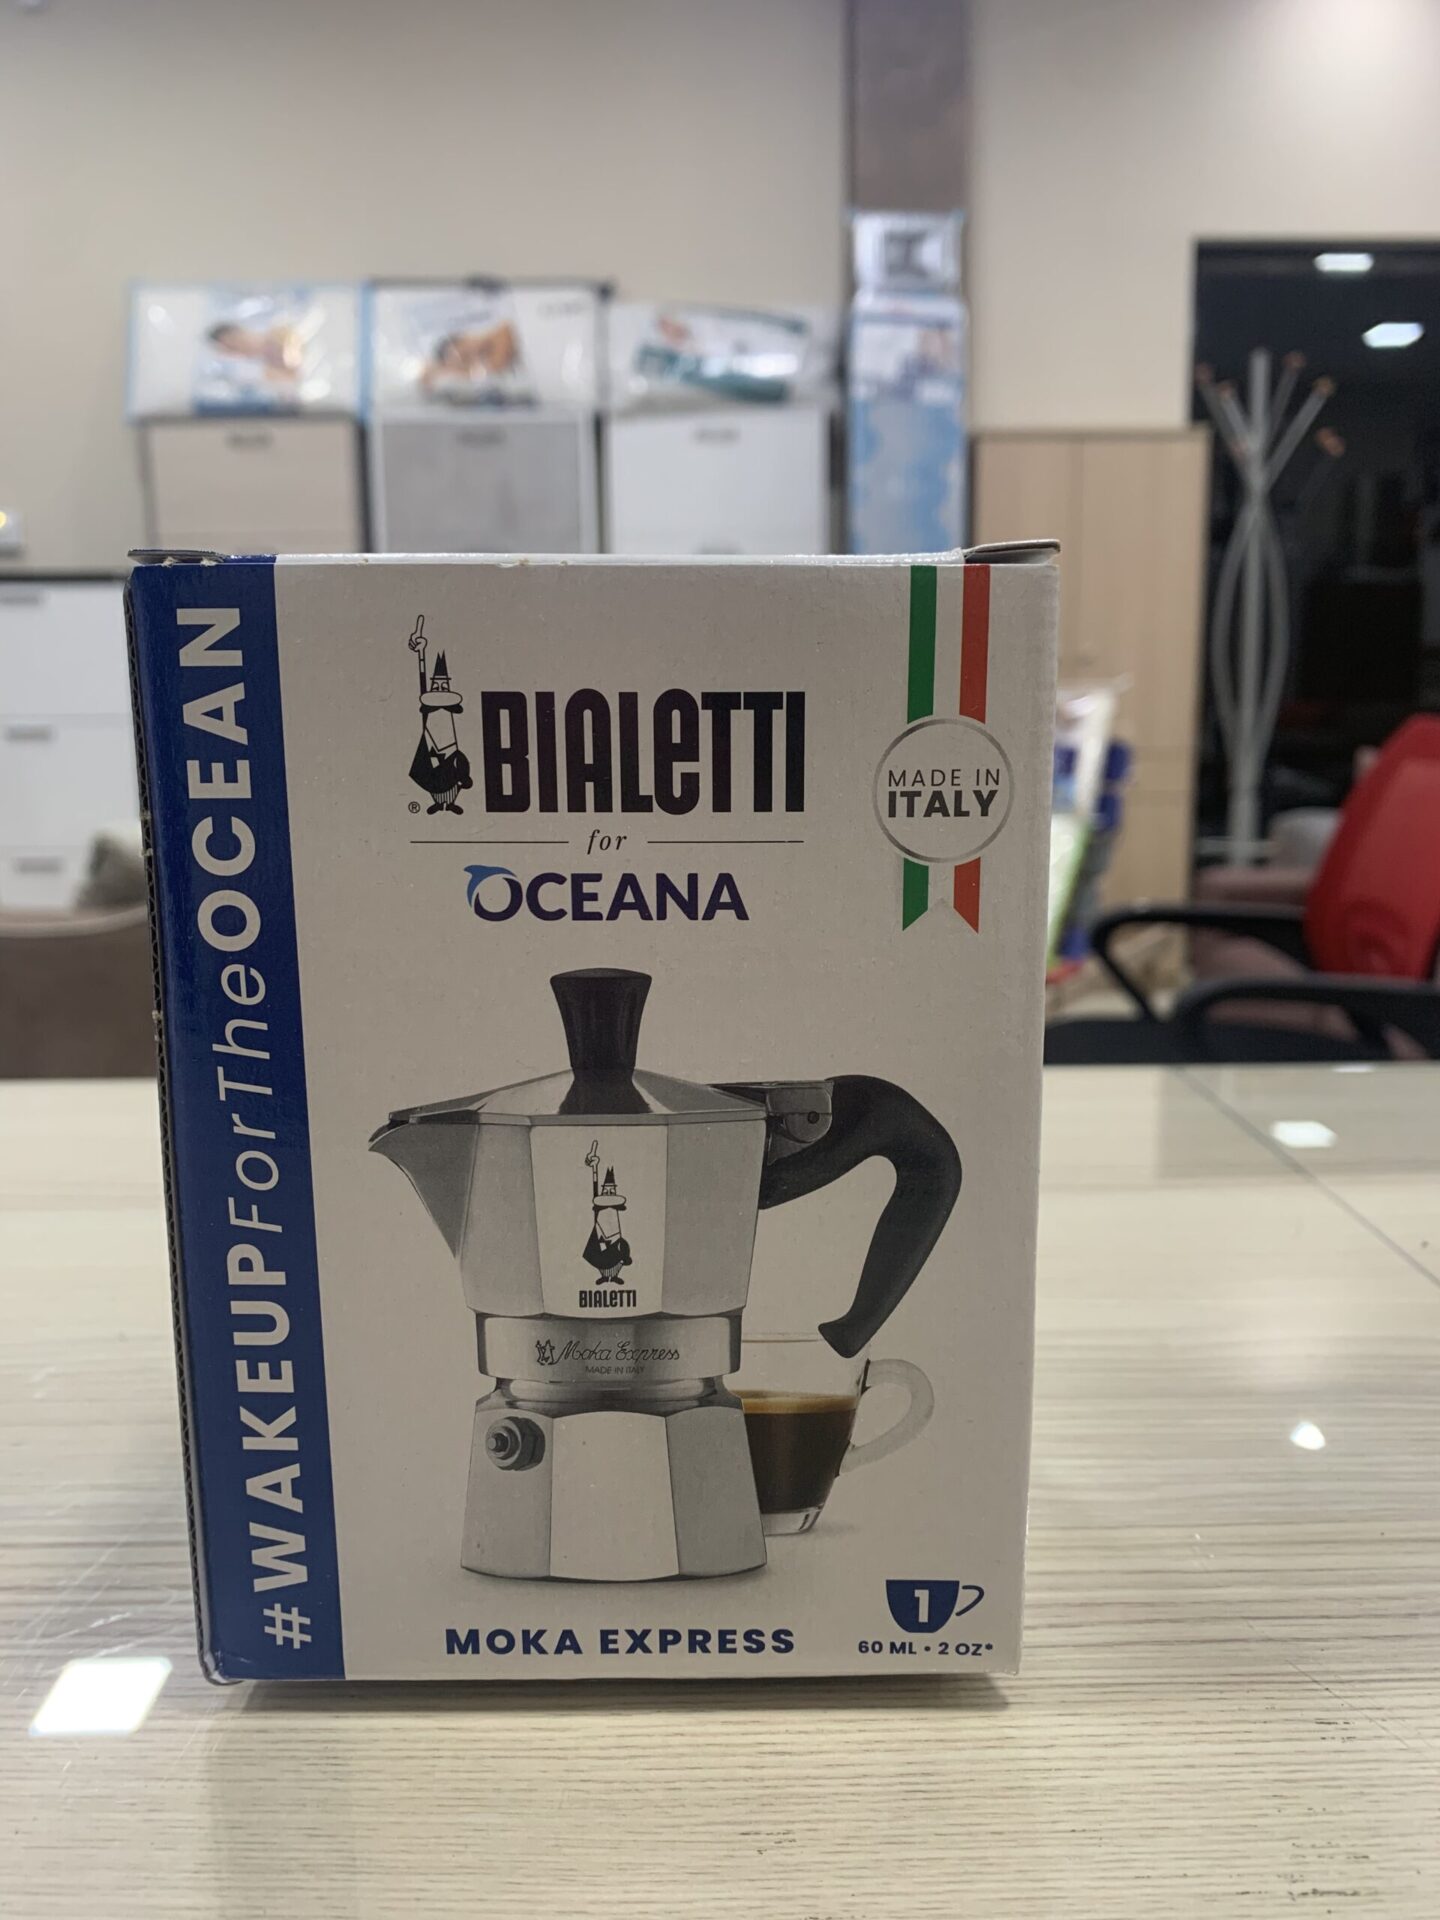 #WAKEUPForTheOCEAN
BIALETTI
®
for
OCEANA
MADE IN
ITALY
BIALETTI
Moka Express
MADE IN ITALY
MOKA EXPRESS
1
60 ML • 2 OZ*